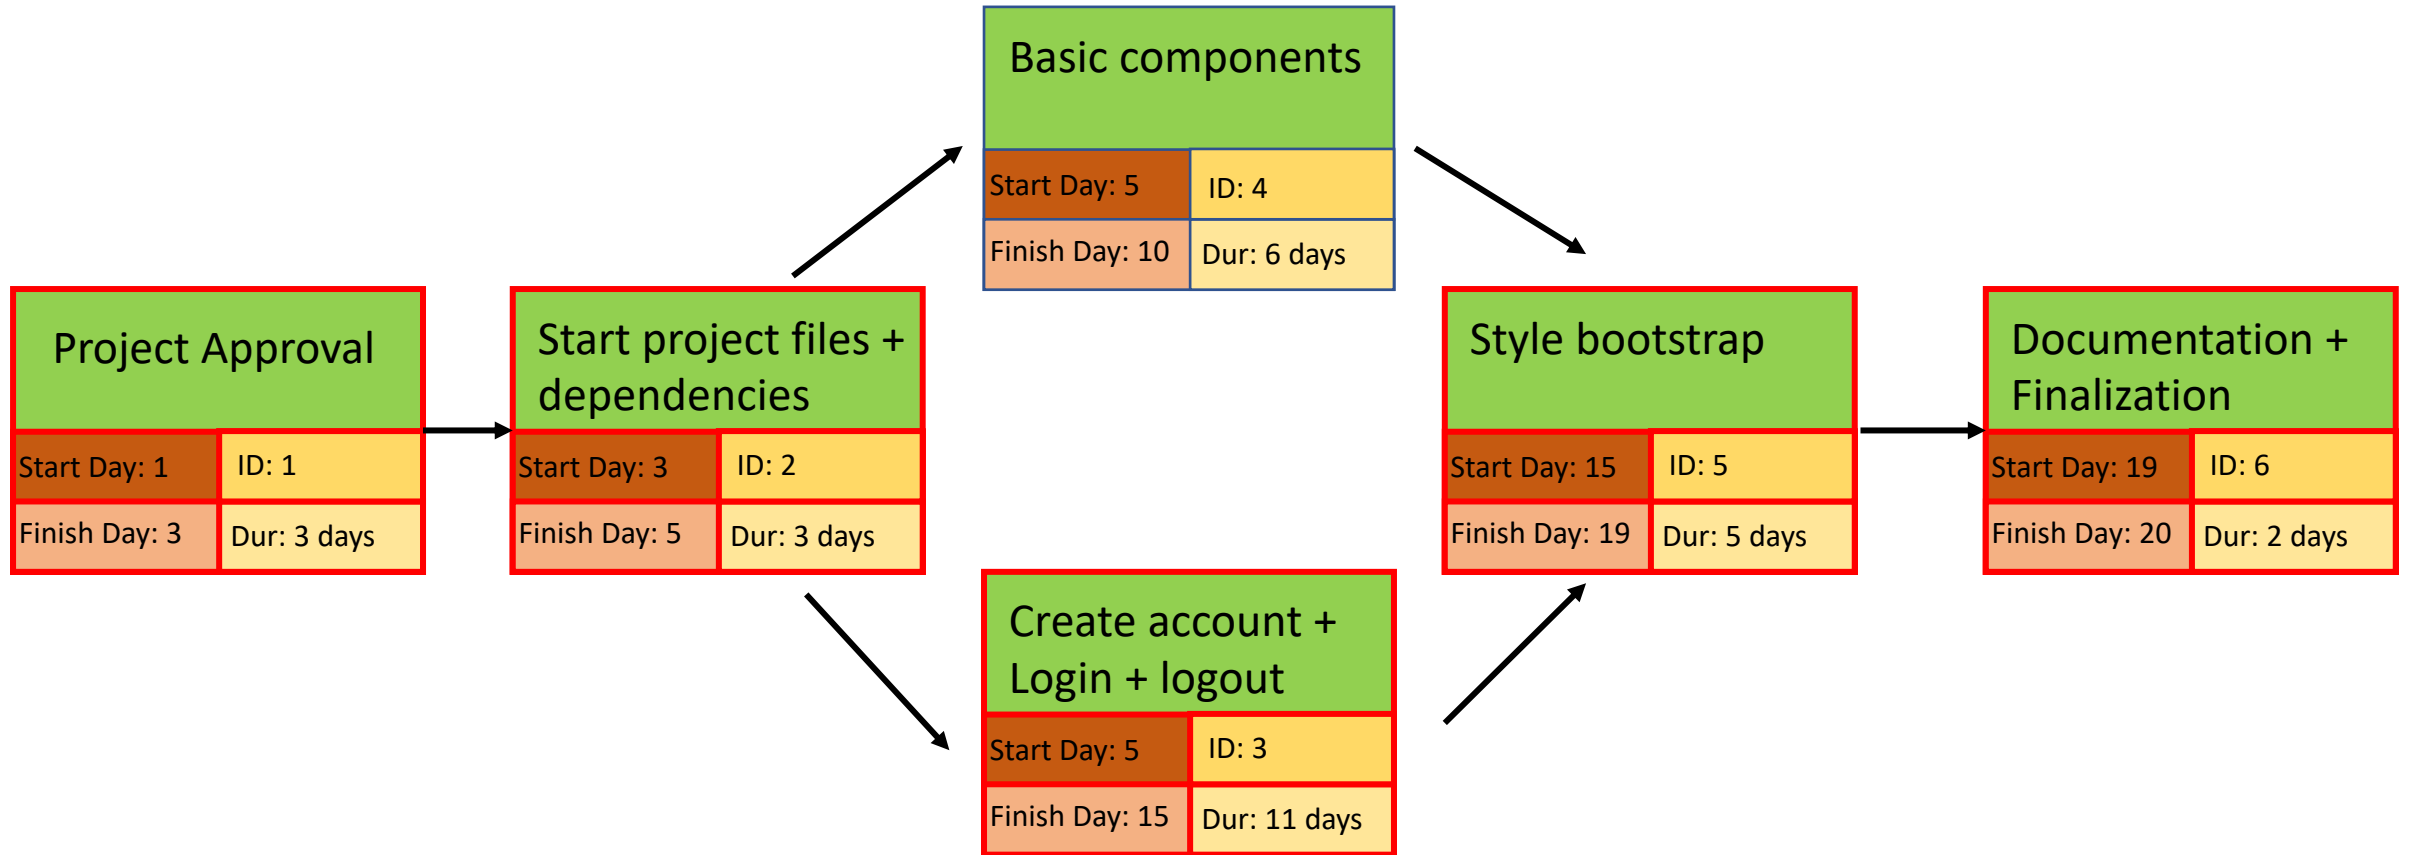 Basic components
Start Day: 5
ID: 4
Finish Day: 10
Dur: 6 days
Project Approval
Start Day: 1
ID: 1
Finish Day: 3
Dur: 3 days
Start project files +
dependencies
Start Day: 3
ID: 2
Finish Day: 5
Dur: 3 days
Create account +
Login + logout
Start Day: 5
ID: 3
Finish Day: 15
Dur: 11 days
Style bootstrap
Start Day: 15
ID: 5
Finish Day: 19
Dur: 5 days
Documentation +
Finalization
Start Day: 19
ID: 6
Finish Day: 20
Dur: 2 days